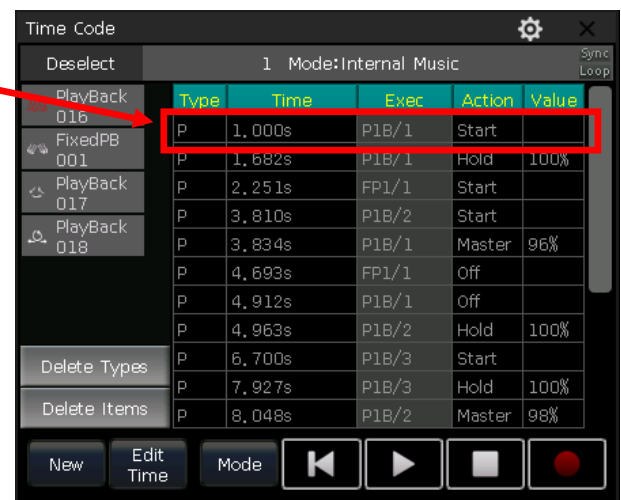 Time Code
Deselect 1 Mode:Internal Music Sync
Loop
PlayBack
016
FixedPB
001
PlayBack
017
PlayBack
018
Type Time Exec Action Value
P 1.000s P1B/1 Start
P 1.682s P1B/1 Hold 100%
P 2.251s FP1/1 Start
P 3.810s P1B/2 Start
P 3.834s P1B/1 Master 96%
P 4.693s FP1/1 Off
P 4.912s P1B/1 Off
P 4.963s P1B/2 Hold 100%
P 6.700s P1B/3 Start
P 7.927s P1B/3 Hold 100%
P 8.048s P1B/2 Master 98%
Delete Types
Delete Items
New Edit
Time Mode